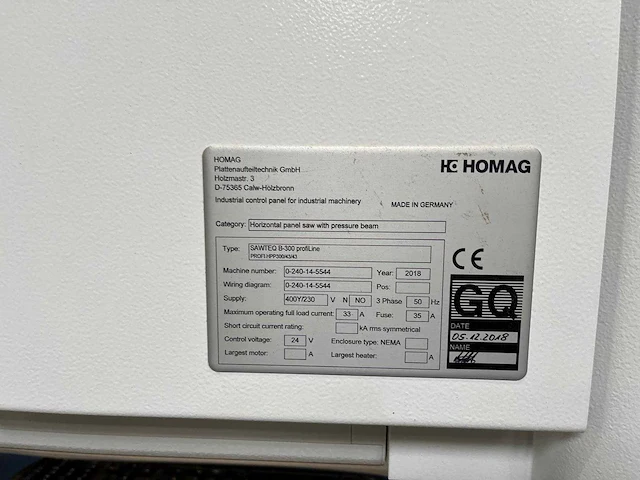 HOMAG
Plattenaufteiltechnik GmbH
Holzmastr. 3
D-75365 Calw-Holzbronn
HOMAG
Industrial control panel for industrial machinery MADE IN GERMANY
Category: Horizontal panel saw with pressure beam
Type: SAWTEQ B-300 profiLine
PROFI HPP300/43/43
Machine number: 0-240-14-5544 Year: 2018
Wiring diagram: 0-240-14-5544 Pos:
Supply: 400Y/230 V N NO 3 Phase 50 Hz
Maximum operating full load current: 33 A Fuse: 35 A
Short circuit current rating: kA rms symmetrical
Control voltage: 24 V Enclosure type: NEMA
Largest motor: A Largest heater: A
CE
GQ
DATE
05.12.2018
NAME